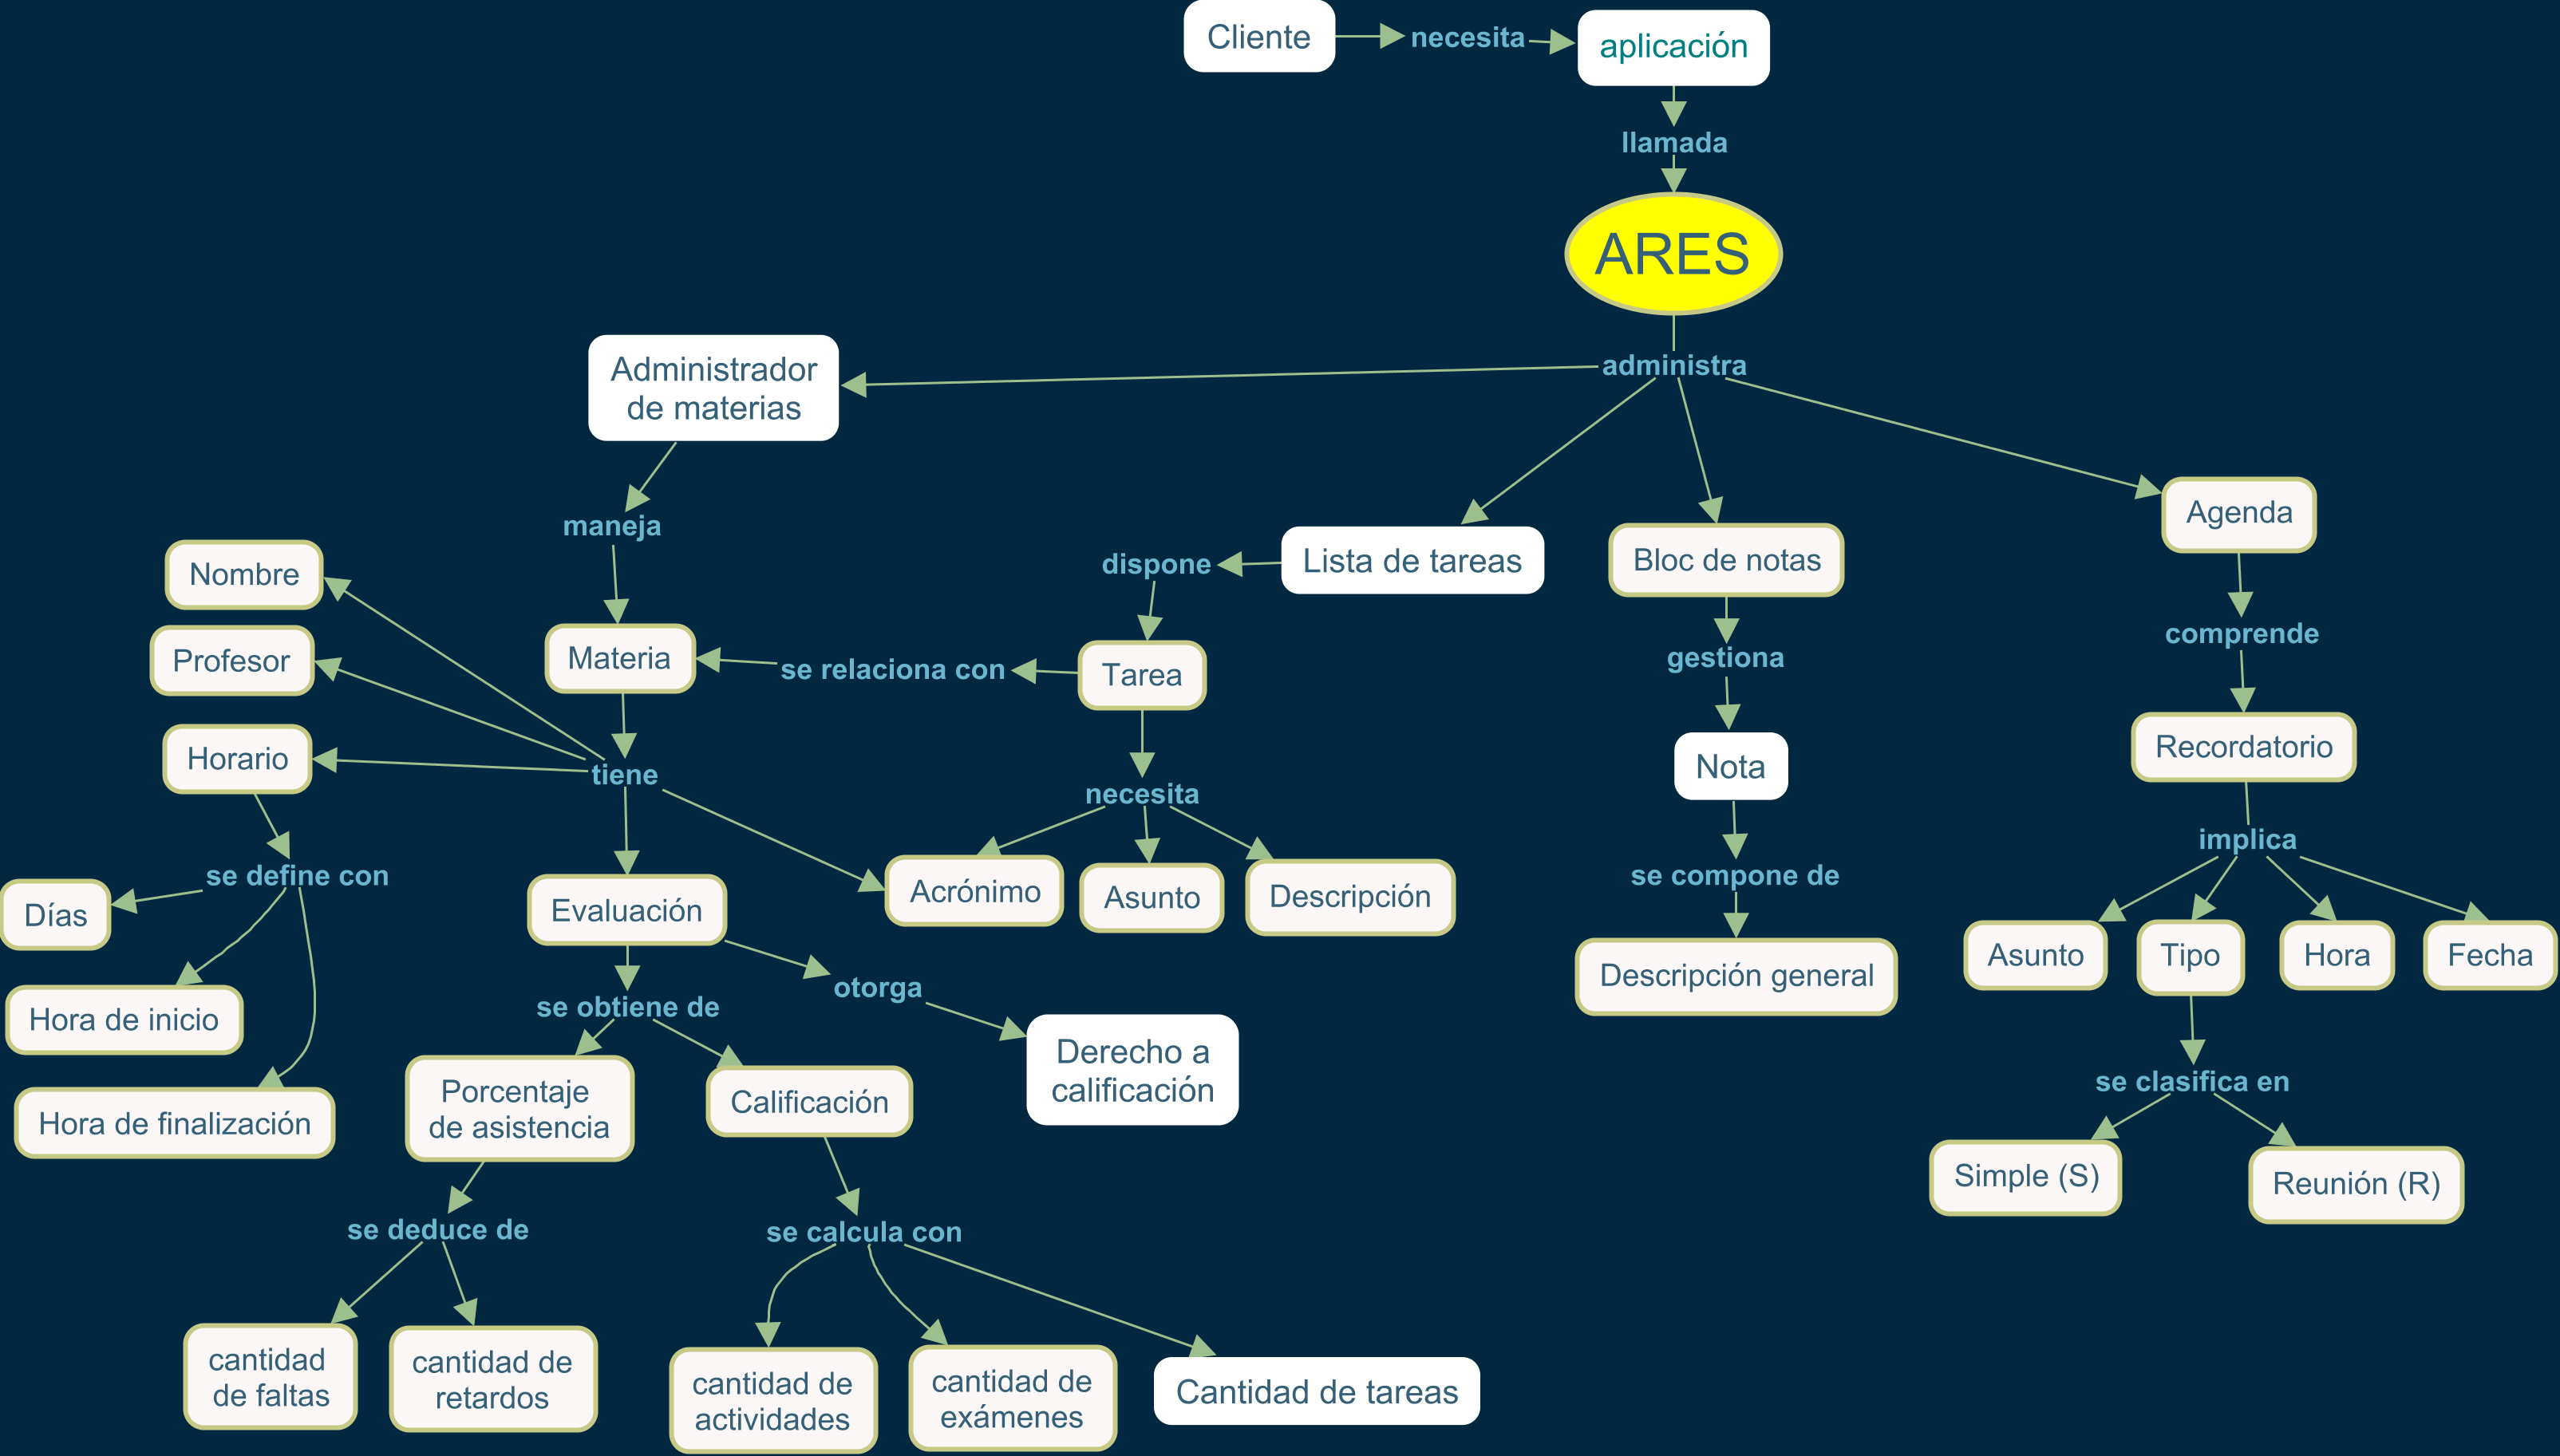 Cliente
necesita
aplicación
llamada
ARES
administra
Administrador
de materias
maneja
Materia
tiene
Nombre
Profesor
Horario
se define con
Días
Hora de inicio
Hora de finalización
Evaluación
se obtiene de
Porcentaje
de asistencia
se deduce de
cantidad
de faltas
cantidad de
retardos
Calificación
se calcula con
cantidad de
actividades
cantidad de
exámenes
Cantidad de tareas
otorga
Derecho a
calificación
Lista de tareas
dispone
Tarea
se relaciona con
necesita
Acrónimo
Asunto
Descripción
Bloc de notas
gestiona
Nota
se compone de
Descripción general
Agenda
comprende
Recordatorio
implica
Asunto
Tipo
Hora
Fecha
se clasifica en
Simple (S)
Reunión (R)